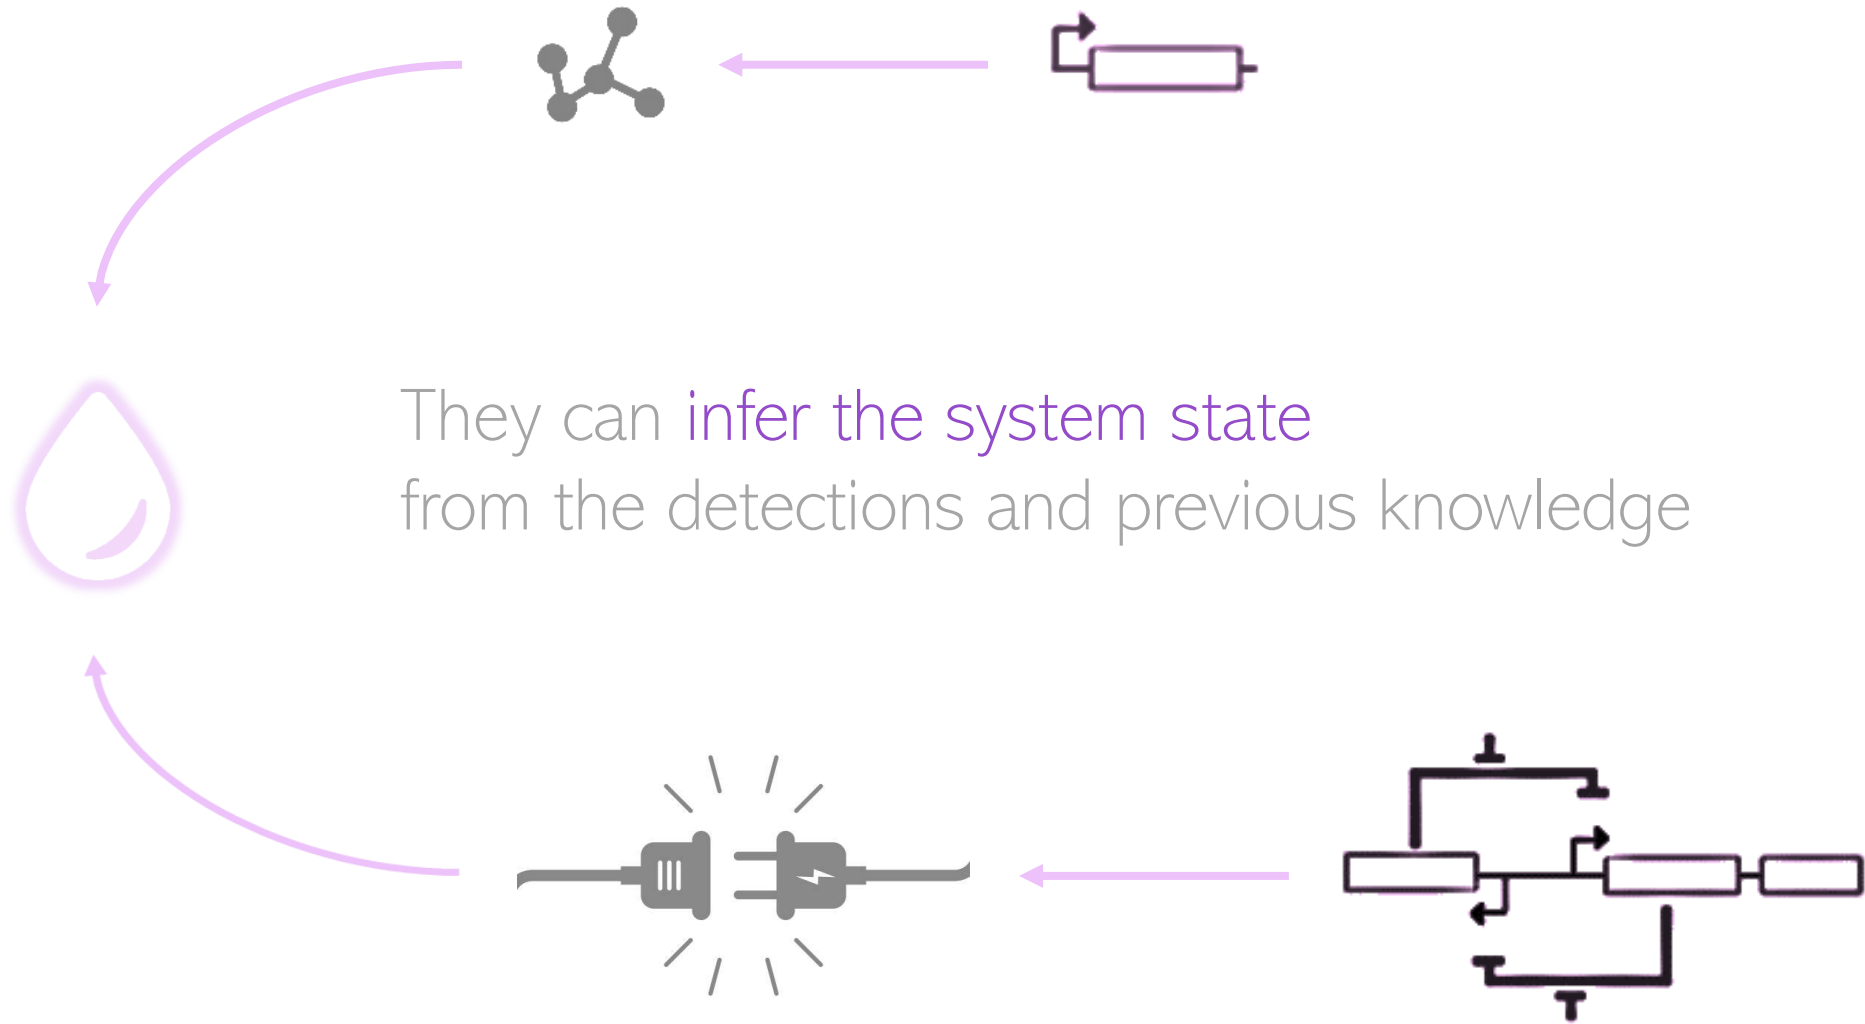 They can infer the system state
from the detections and previous knowledge